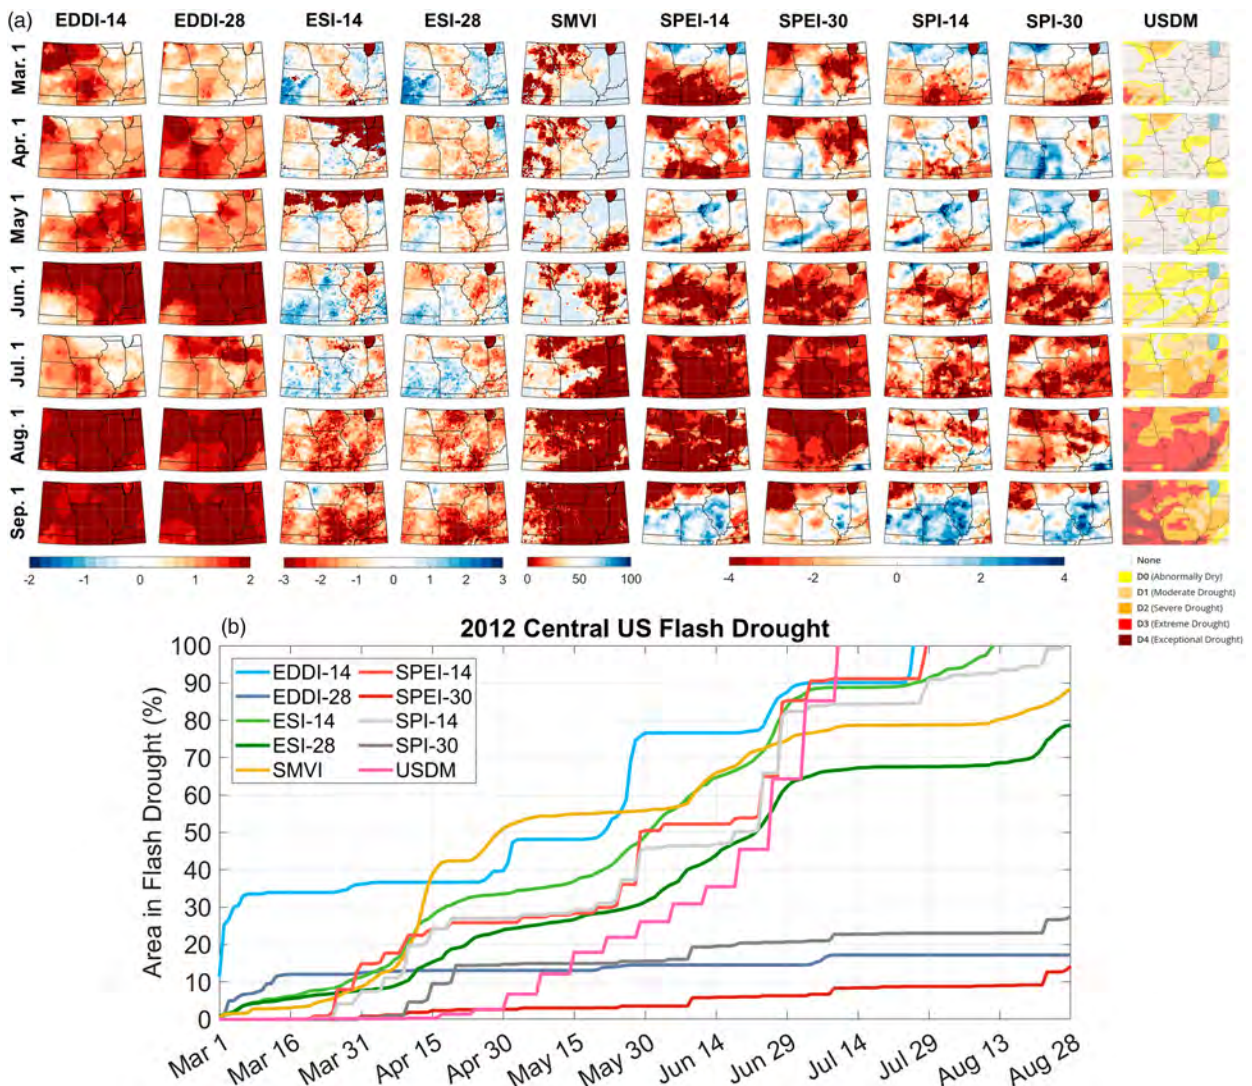 (a) EDDI-14 EDDI-28 ESI-14 ESI-28 SMVI SPEI-14 SPEI-30 SPI-14 SPI-30 USDM
Mar. 1
Apr. 1
May 1
Jun. 1
Jul. 1
Aug. 1
Sep. 1
-2 -1 0 1 2
-3 -2 -1 0 1 2 3
0 50 100
-4 -2 0 2 4
None
D0 (Abnormally Dry)
D1 (Moderate Drought)
D2 (Severe Drought)
D3 (Extreme Drought)
D4 (Exceptional Drought)
(b) 2012 Central US Flash Drought
Area in Flash Drought (%)
100
90
80
70
60
50
40
30
20
10
0
EDDI-14 SPEI-14
EDDI-28 SPEI-30
ESI-14 SPI-14
ESI-28 SPI-30
SMVI USDM
Mar 1 Mar 16 Mar 31 Apr 15 Apr 30 May 15 May 30 Jun 14 Jun 29 Jul 14 Jul 29 Aug 13 Aug 28